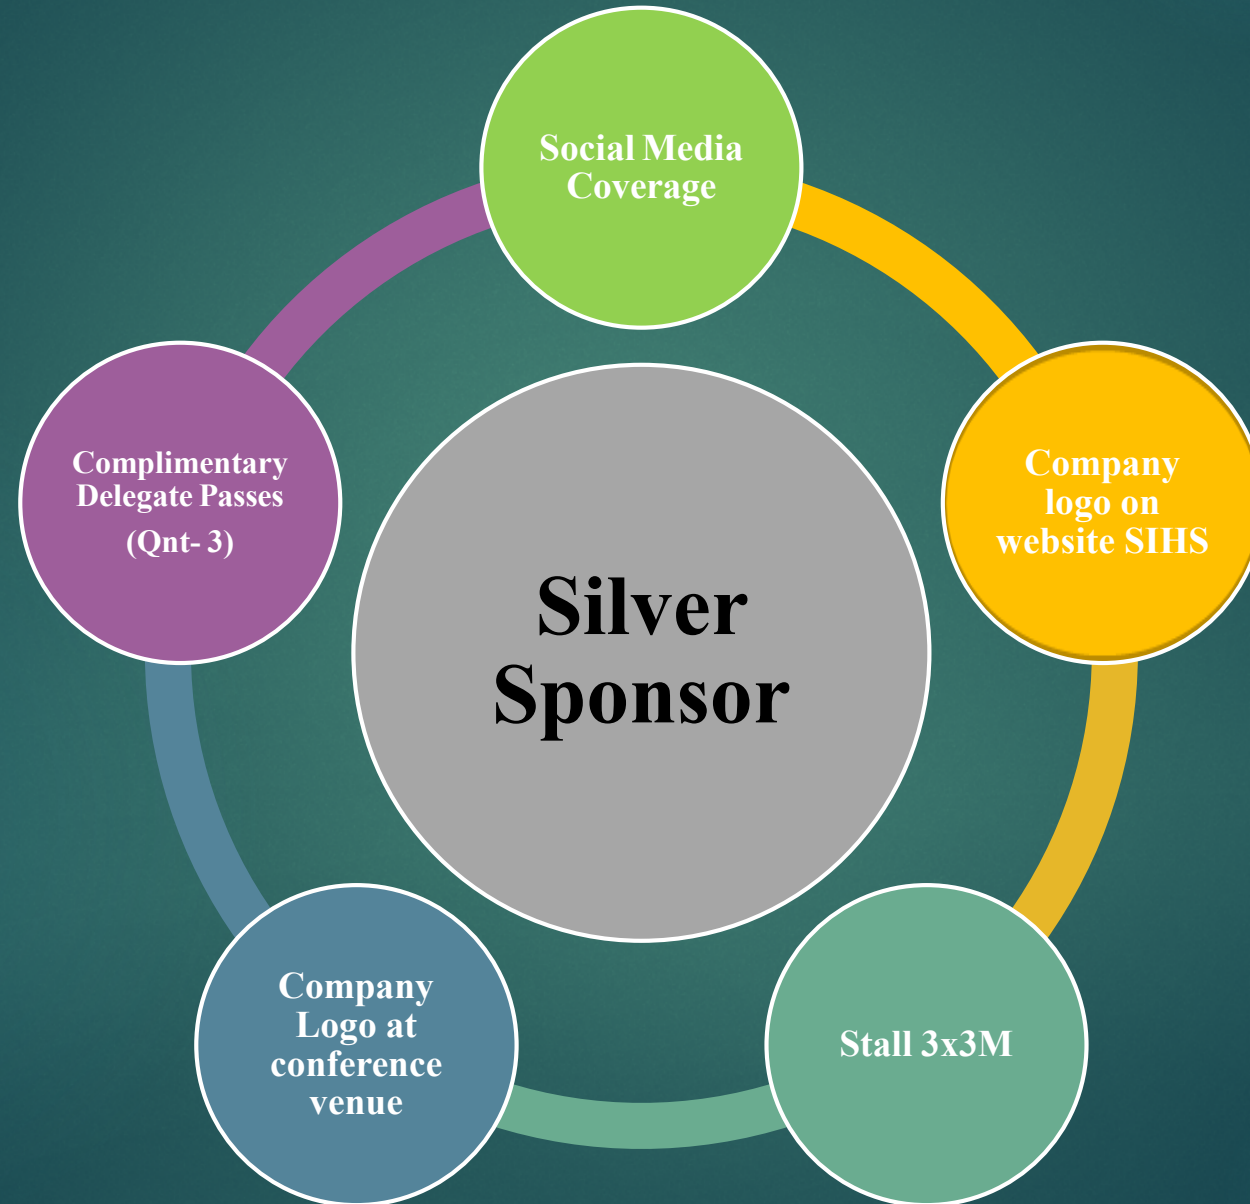 Social Media
Coverage
Company
logo on
website SIHS
Stall 3x3M
Company
Logo at
conference
venue
Complimentary
Delegate Passes
(Qnt- 3)
Silver
Sponsor